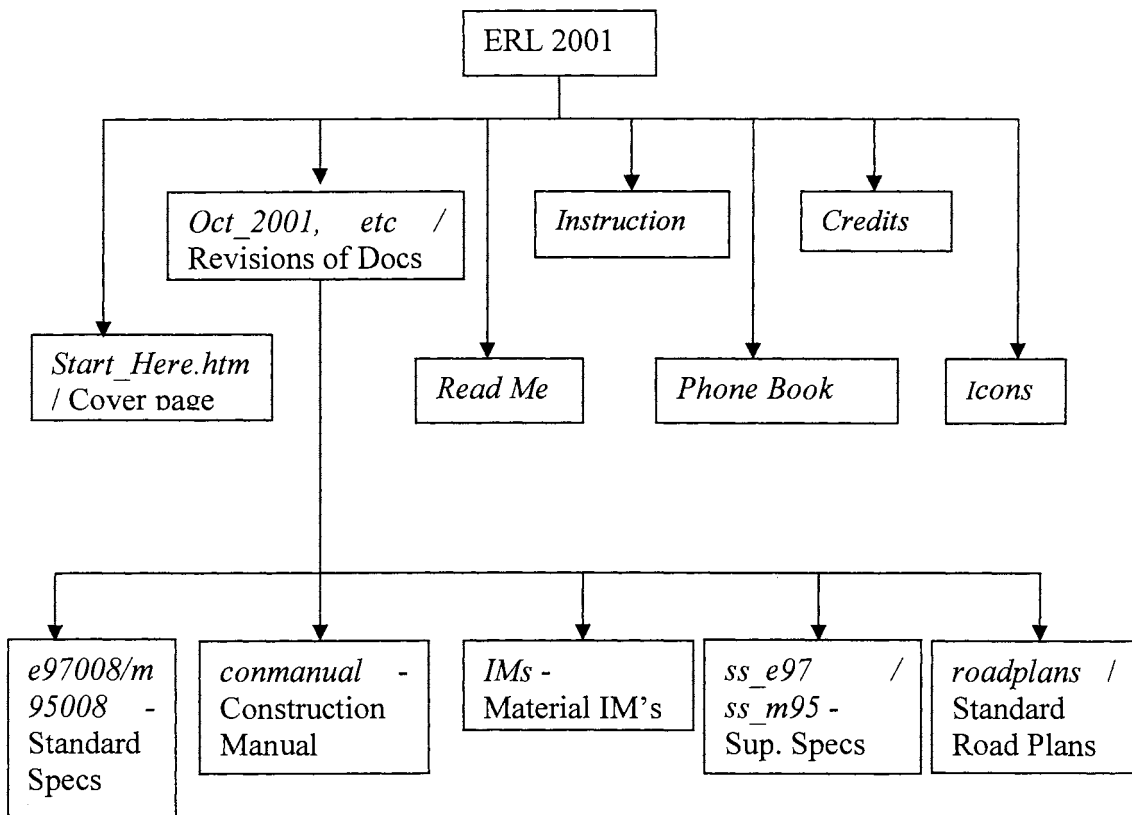 ERL 2001
Oct_2001, etc /
Revisions of Docs
Instruction
Credits
Start_Here.htm
/ Cover page
Read Me
Phone Book
Icons
e97008/m
95008 -
Standard
Specs
conmanual -
Construction
Manual
IMs -
Material IM's
ss_e97 /
ss_m95 -
Sup. Specs
roadplans /
Standard
Road Plans